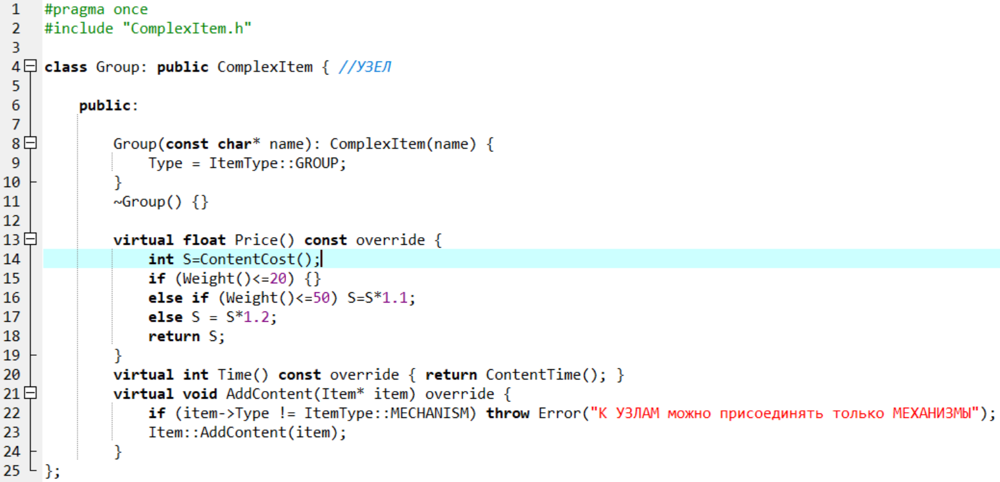 1 #pragma once
2 #include "ComplexItem.h"
3
4 class Group: public ComplexItem { //УЗЕЛ
5
6 public:
7
8 Group(const char* name): ComplexItem(name) {
9 Type = ItemType::GROUP;
10 }
11 ~Group() {}
12
13 virtual float Price() const override {
14 int S=ContentCost();
15 if (Weight()<=20) {}
16 else if (Weight()<=50) S=S*1.1;
17 else S = S*1.2;
18 return S;
19 }
20 virtual int Time() const override { return ContentTime(); }
21 virtual void AddContent(Item* item) override {
22 if (item->Type != ItemType::MECHANISM) throw Error("К УЗЛАМ можно присоединять только МЕХАНИЗМЫ");
23 Item::AddContent(item);
24 }
25 };